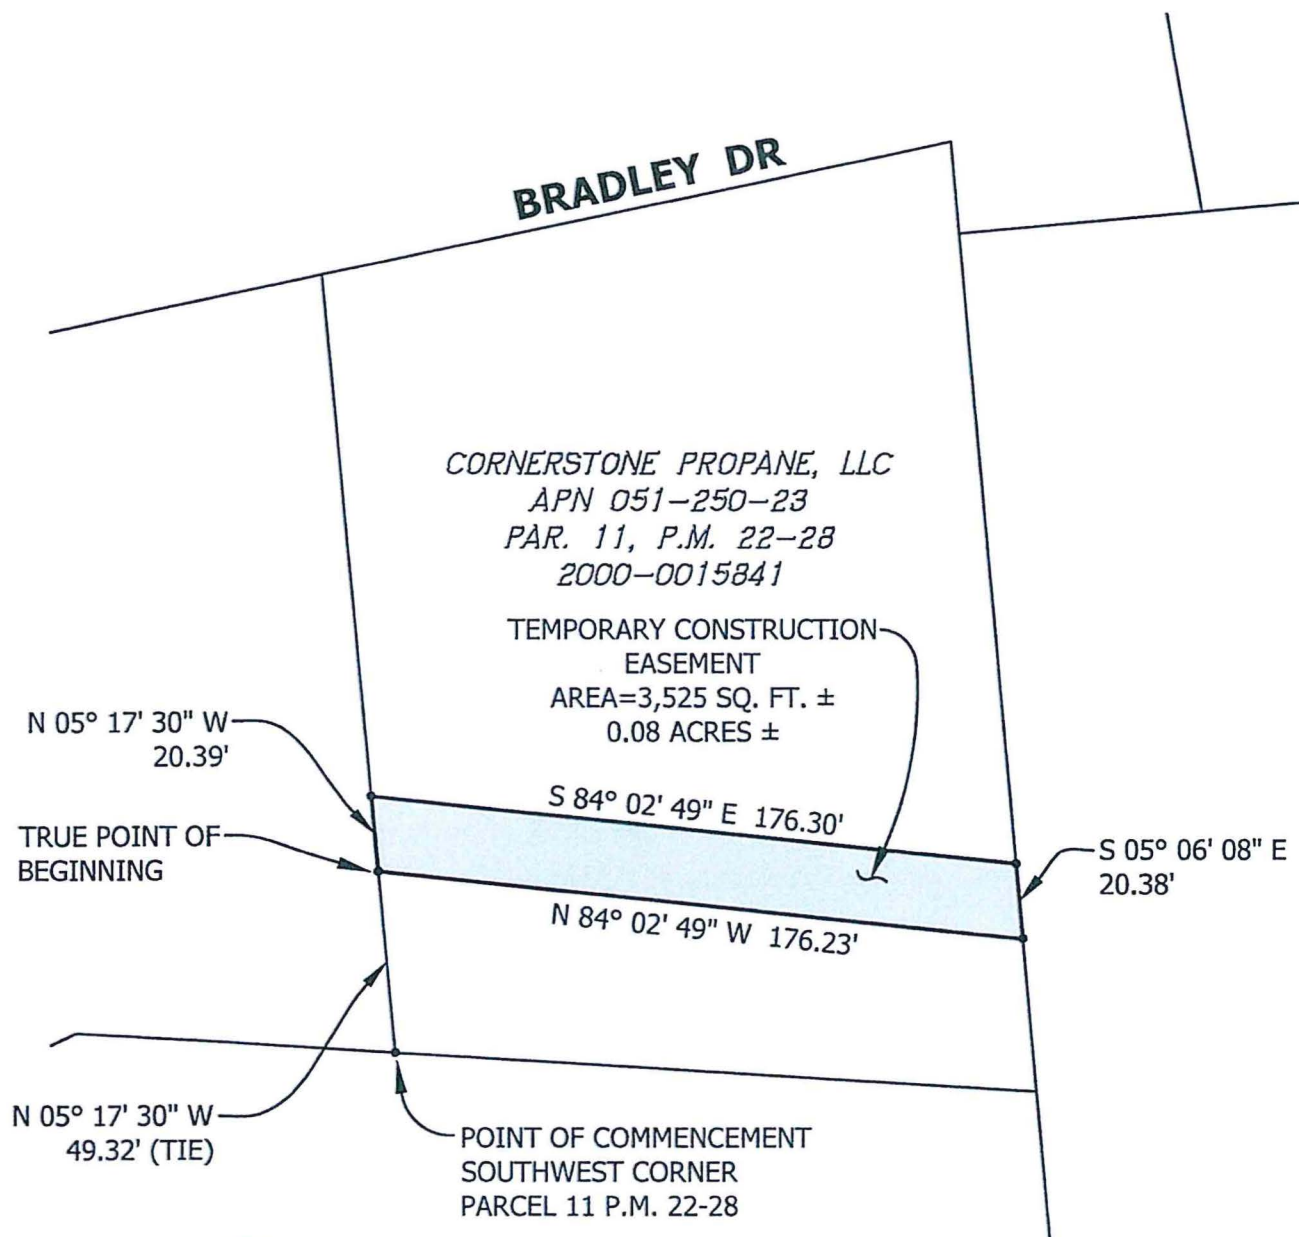 BRADLEY DR
CORNERSTONE PROPANE, LLC
APN 051-250-23
PAR. 11, P.M. 22-28
2000-0015841
TEMPORARY CONSTRUCTION
EASEMENT
AREA=3,525 SQ. FT. ±
0.08 ACRES ±
N 05° 17' 30" W
20.39'
S 84° 02' 49" E 176.30'
TRUE POINT OF
BEGINNING
S 05° 06' 08" E
20.38'
N 84° 02' 49" W 176.23'
N 05° 17' 30" W
49.32' (TIE)
POINT OF COMMENCEMENT
SOUTHWEST CORNER
PARCEL 11 P.M. 22-28